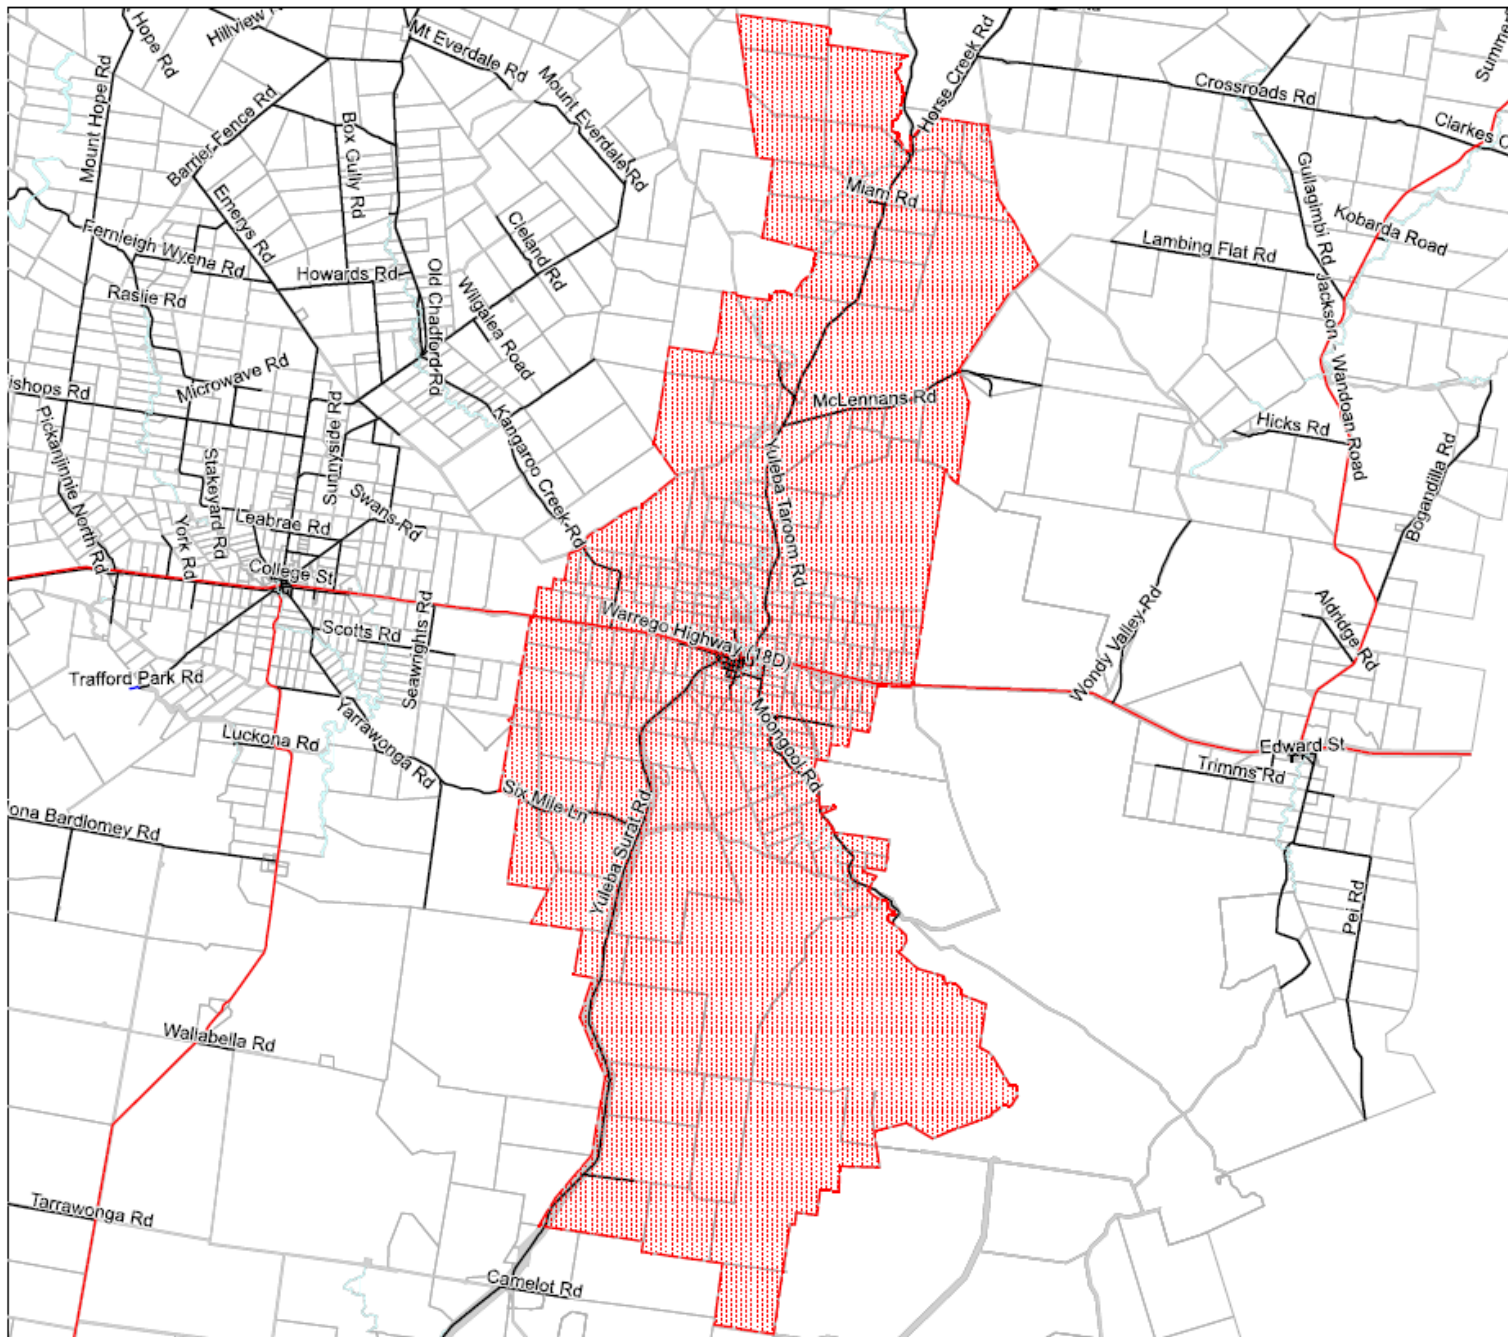 Hope Rd
Hillview
Mt Everdale Rd
Mount Everdale Rd
Horse Creek Rd
Crossroads Rd
Clarkes
Mount Hope Rd
Barrier Fence Rd
Box Gully Rd
Emerys Rd
Miam Rd
Gullagimbi Rd
Kobarda Road
Lambing Flat Rd
Fernleigh Wyena Rd
Howards Rd
Cleland Rd
Raslie Rd
Old Chadford Rd
Wilgalea Road
Jackson - Wandoan Road
Microwave Rd
ishops Rd
McLennans Rd
Hicks Rd
Pickanjinnie North Rd
Sunnyside Rd
Kangaroo Creek Rd
Stakeyard Rd
Swans Rd
Yuleba Taroom Rd
Bogandilla Rd
Leabrae Rd
York Rd
College St
Warrego Highway (18D)
Scotts Rd
Seawrights Rd
Wondy Valley Rd
Aldridge Rd
Trafford Park Rd
Yarrawonga Rd
Moongool Rd
Luckona Rd
Edward St
Trimms Rd
Six Mile Ln
ona Bardlomey Rd
Yuleba Surat Rd
Pei Rd
Wallabella Rd
Tarrawonga Rd
Camelot Rd